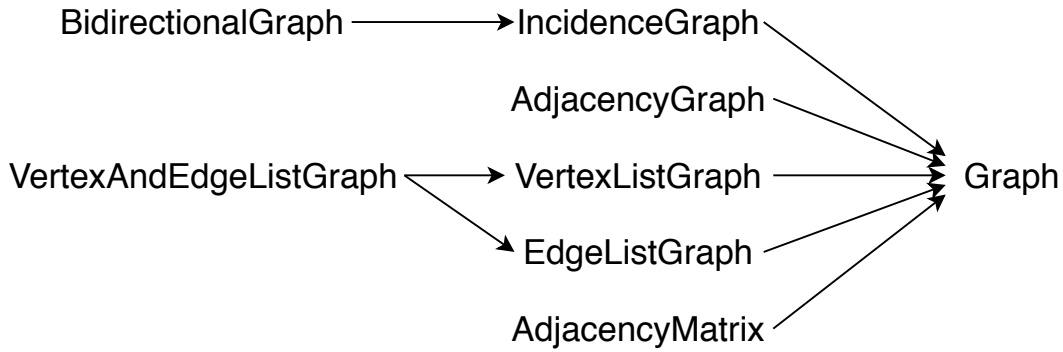 BidirectionalGraph
IncidenceGraph
AdjacencyGraph
VertexAndEdgeListGraph
VertexListGraph
Graph
EdgeListGraph
AdjacencyMatrix